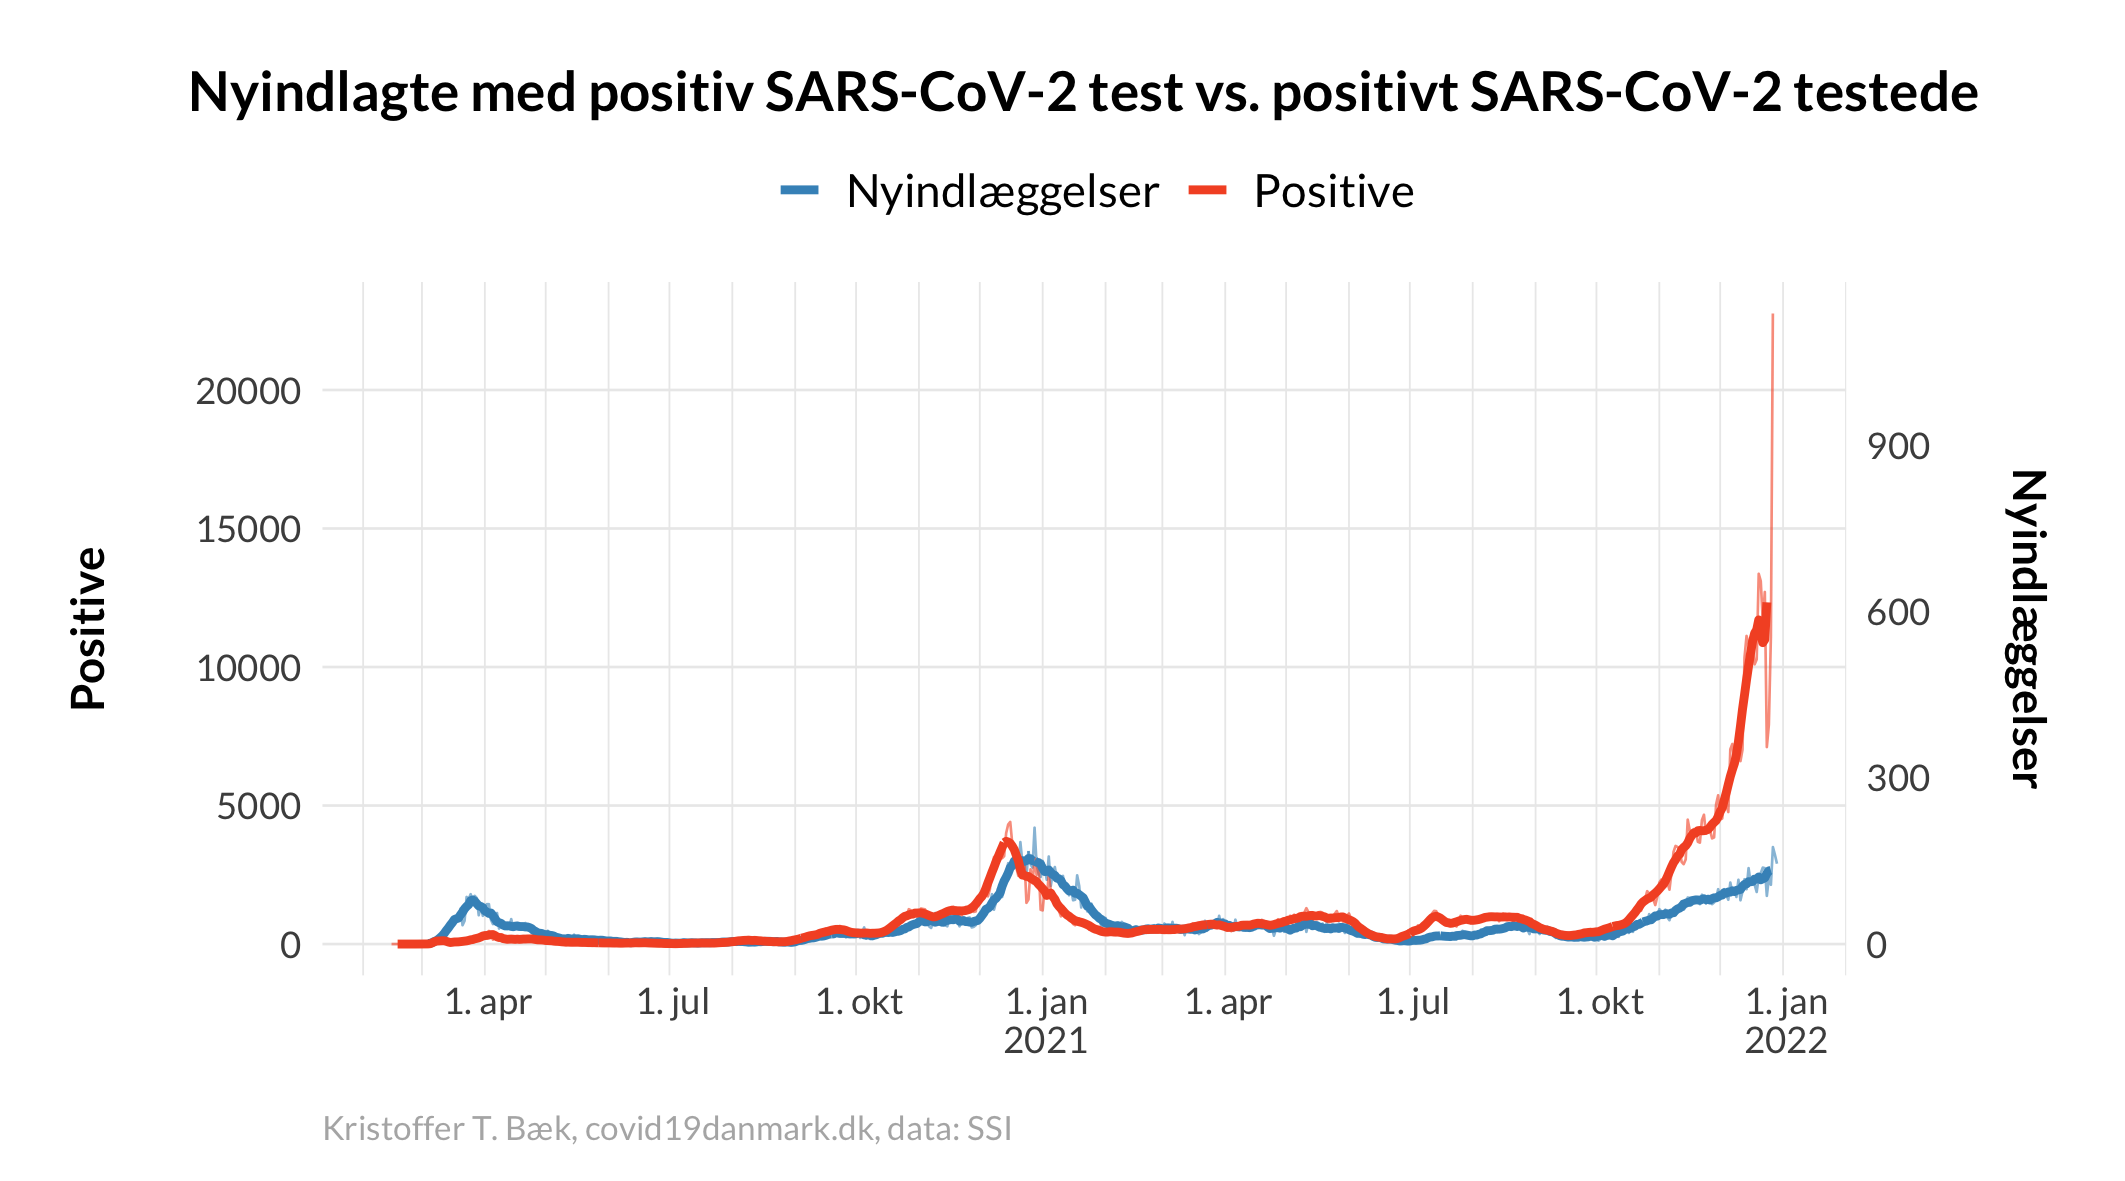 Nyindlagte med positiv SARS-CoV-2 test vs. positivt SARS-CoV-2 testede
Nyindlæggelser Positive
Positive
20000
15000
10000
5000
0
900
600
300
0
Nyindlæggelser
1. apr 1. jul 1. okt 1. jan 1. apr 1. jul 1. okt 1. jan
2021 2022
Kristoffer T. Bæk, covid19danmark.dk, data: SSI